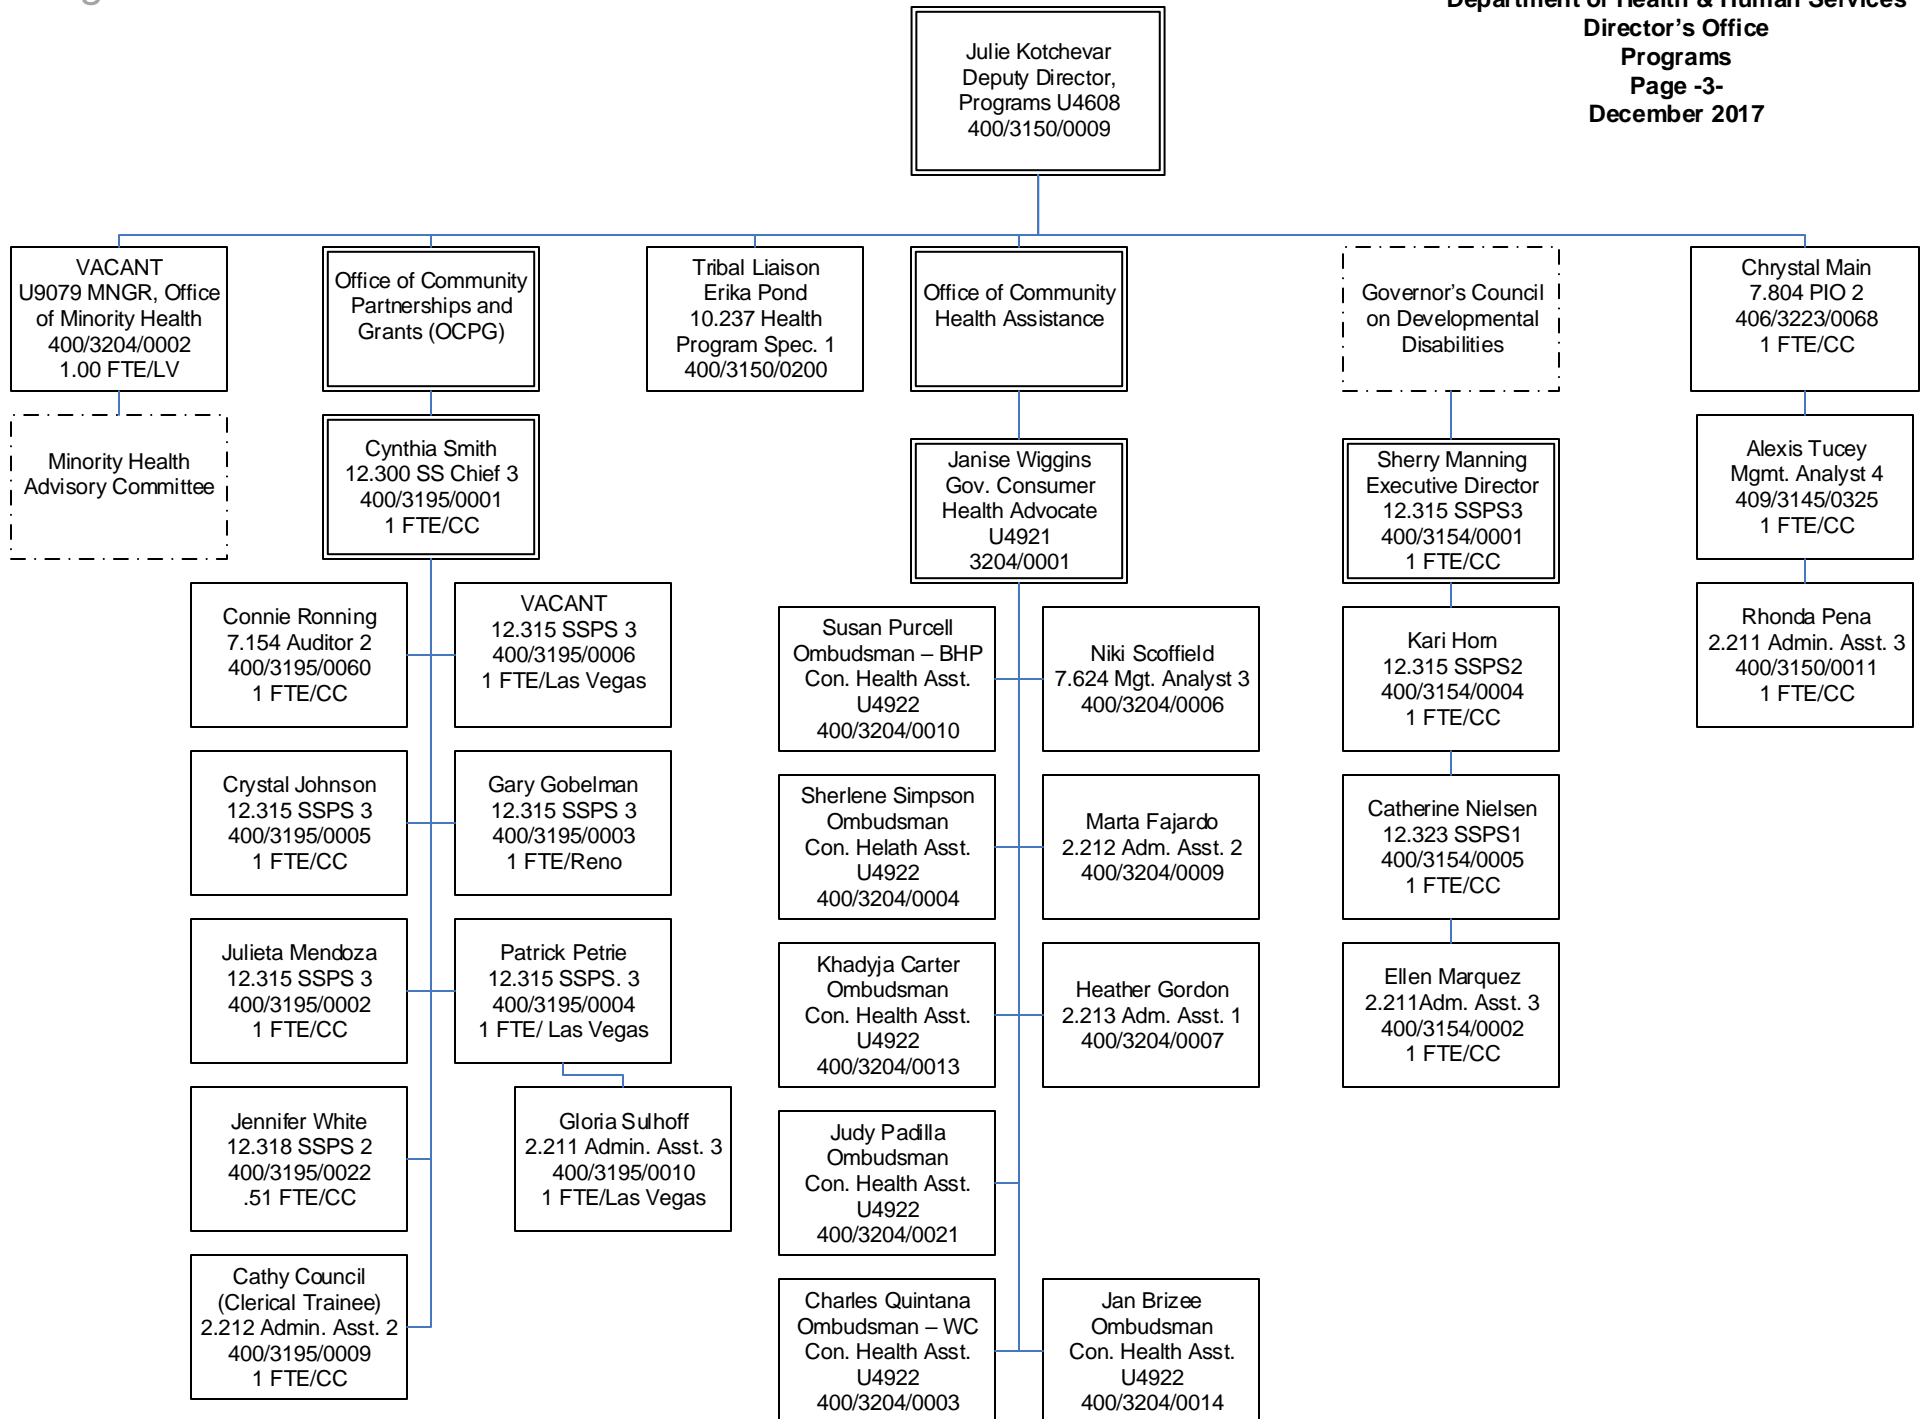 Department of Health & Human Services
Director's Office
Programs
Page -3-
December 2017
Julie Kotchevar
Deputy Director,
Programs U4608
400/3150/0009
VACANT
U9079 MNGR, Office
of Minority Health
400/3204/0002
1.00 FTE/LV
Minority Health
Advisory Committee
Office of Community
Partnerships and
Grants (OCPG)
Cynthia Smith
12.300 SS Chief 3
400/3195/0001
1 FTE/CC
Connie Ronning
7.154 Auditor 2
400/3195/0060
1 FTE/CC
VACANT
12.315 SSPS 3
400/3195/0006
1 FTE/Las Vegas
Crystal Johnson
12.315 SSPS 3
400/3195/0005
1 FTE/CC
Gary Gobelman
12.315 SSPS 3
400/3195/0003
1 FTE/Reno
Julieta Mendoza
12.315 SSPS 3
400/3195/0002
1 FTE/CC
Patrick Petrie
12.315 SSPS. 3
400/3195/0004
1 FTE/ Las Vegas
Jennifer White
12.318 SSPS 2
400/3195/0022
.51 FTE/CC
Gloria Sulhoff
2.211 Admin. Asst. 3
400/3195/0010
1 FTE/Las Vegas
Cathy Council
(Clerical Trainee)
2.212 Admin. Asst. 2
400/3195/0009
1 FTE/CC
Tribal Liaison
Erika Pond
10.237 Health
Program Spec. 1
400/3150/0200
Office of Community
Health Assistance
Janise Wiggins
Gov. Consumer
Health Advocate
U4921
3204/0001
Susan Purcell
Ombudsman – BHP
Con. Health Asst.
U4922
400/3204/0010
Niki Scoffield
7.624 Mgt. Analyst 3
400/3204/0006
Sherlene Simpson
Ombudsman
Con. Helath Asst.
U4922
400/3204/0004
Marta Fajardo
2.212 Adm. Asst. 2
400/3204/0009
Khadyja Carter
Ombudsman
Con. Health Asst.
U4922
400/3204/0013
Heather Gordon
2.213 Adm. Asst. 1
400/3204/0007
Judy Padilla
Ombudsman
Con. Health Asst.
U4922
400/3204/0021
Charles Quintana
Ombudsman – WC
Con. Health Asst.
U4922
400/3204/0003
Jan Brizee
Ombudsman
Con. Health Asst.
U4922
400/3204/0014
Governor's Council
on Developmental
Disabilities
Sherry Manning
Executive Director
12.315 SSPS3
400/3154/0001
1 FTE/CC
Kari Horn
12.315 SSPS2
400/3154/0004
1 FTE/CC
Catherine Nielsen
12.323 SSPS1
400/3154/0005
1 FTE/CC
Ellen Marquez
2.211Adm. Asst. 3
400/3154/0002
1 FTE/CC
Chrystal Main
7.804 PIO 2
406/3223/0068
1 FTE/CC
Alexis Tucey
Mgmt. Analyst 4
409/3145/0325
1 FTE/CC
Rhonda Pena
2.211 Admin. Asst. 3
400/3150/0011
1 FTE/CC